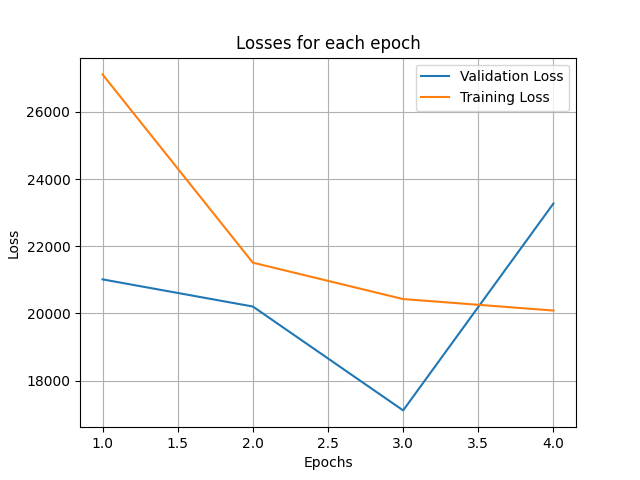 Losses for each epoch
Validation Loss
Training Loss
26000
24000
22000
20000
18000
Loss
1.0 1.5 2.0 2.5 3.0 3.5 4.0
Epochs